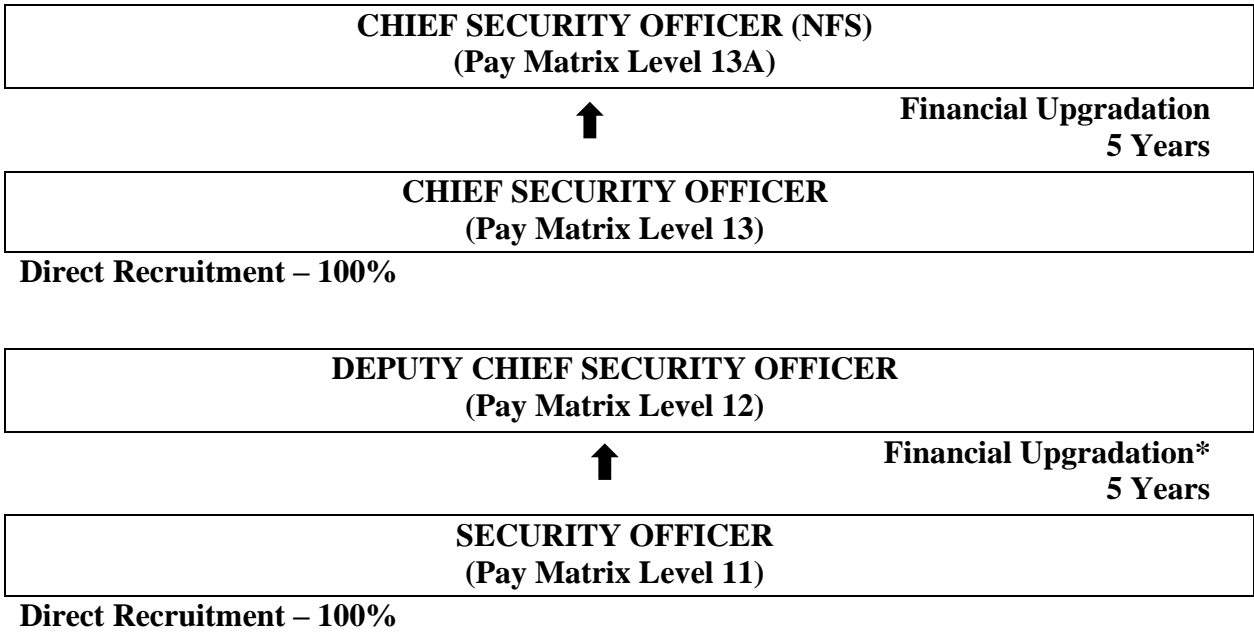 CHIEF SECURITY OFFICER (NFS)
(Pay Matrix Level 13A)
Financial Upgradation
5 Years
CHIEF SECURITY OFFICER
(Pay Matrix Level 13)
Direct Recruitment – 100%
DEPUTY CHIEF SECURITY OFFICER
(Pay Matrix Level 12)
Financial Upgradation*
5 Years
SECURITY OFFICER
(Pay Matrix Level 11)
Direct Recruitment – 100%